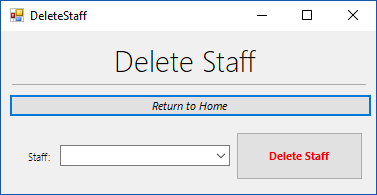 DeleteStaff
Delete Staff
Return to Home
Staff:
Delete Staff